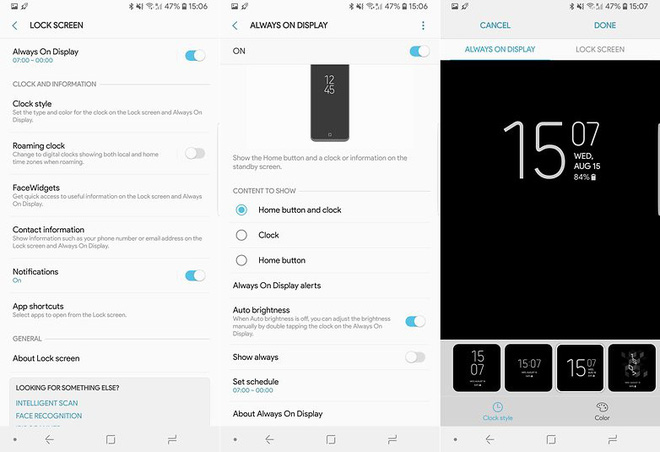 47% 15:06
LOCK SCREEN
Always On Display
07:00 – 00:00
CLOCK AND INFORMATION
Clock style
Set the type and color for the clock on the Lock screen and Always On
Display.
Roaming clock
Change to digital clocks showing both local and home
time zones when roaming.
FaceWidgets
Get quick access to useful information on the Lock screen and Always
On Display.
Contact information
Show information such as your phone number or email address on the
Lock screen and Always On Display.
Notifications
On
App shortcuts
Select apps to open from the Lock screen.
GENERAL
About Lock screen
LOOKING FOR SOMETHING ELSE?
INTELLIGENT SCAN
FACE RECOGNITION
47% 15:06
ALWAYS ON DISPLAY
ON
12
45
Show the Home button and a clock or information on the
standby screen.
CONTENT TO SHOW
Home button and clock
Clock
Home button
Always On Display alerts
Auto brightness
When Auto brightness is off, you can adjust the brightness
manually by double tapping the clock on the Always On
Display.
Show always
Set schedule
07:00 – 00:00
About Always On Display
47% 15:07
CANCEL DONE
ALWAYS ON DISPLAY LOCK SCREEN
15 07
WED,
AUG 15
84%
15
07
15:07
15 07
Clock style Color